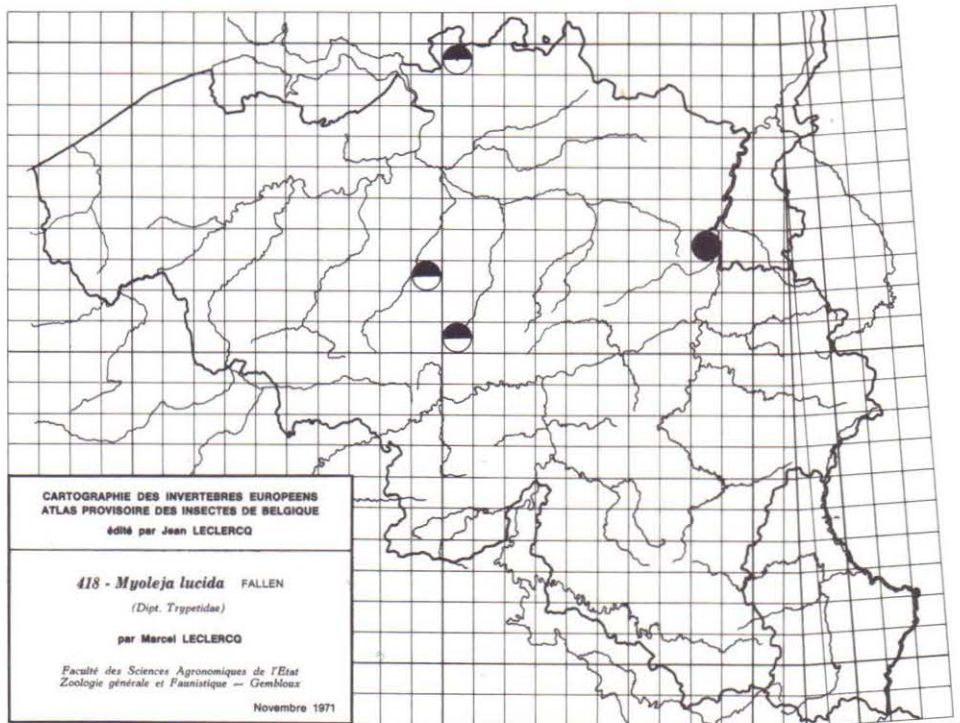 CARTOGRAPHIE DES INVERTEBRES EUROPEENS
ATLAS PROVISOIRE DES INSECTES DE BELGIQUE
édité par Jean LECLERCQ
418 - Myoleja lucida FALLEN
(Dipt. Trypetidae)
par Marcel LECLERCQ
Faculté des Sciences Agronomiques de l'Etat
Zoologie générale et Faunistique — Gembloux
Novembre 1971